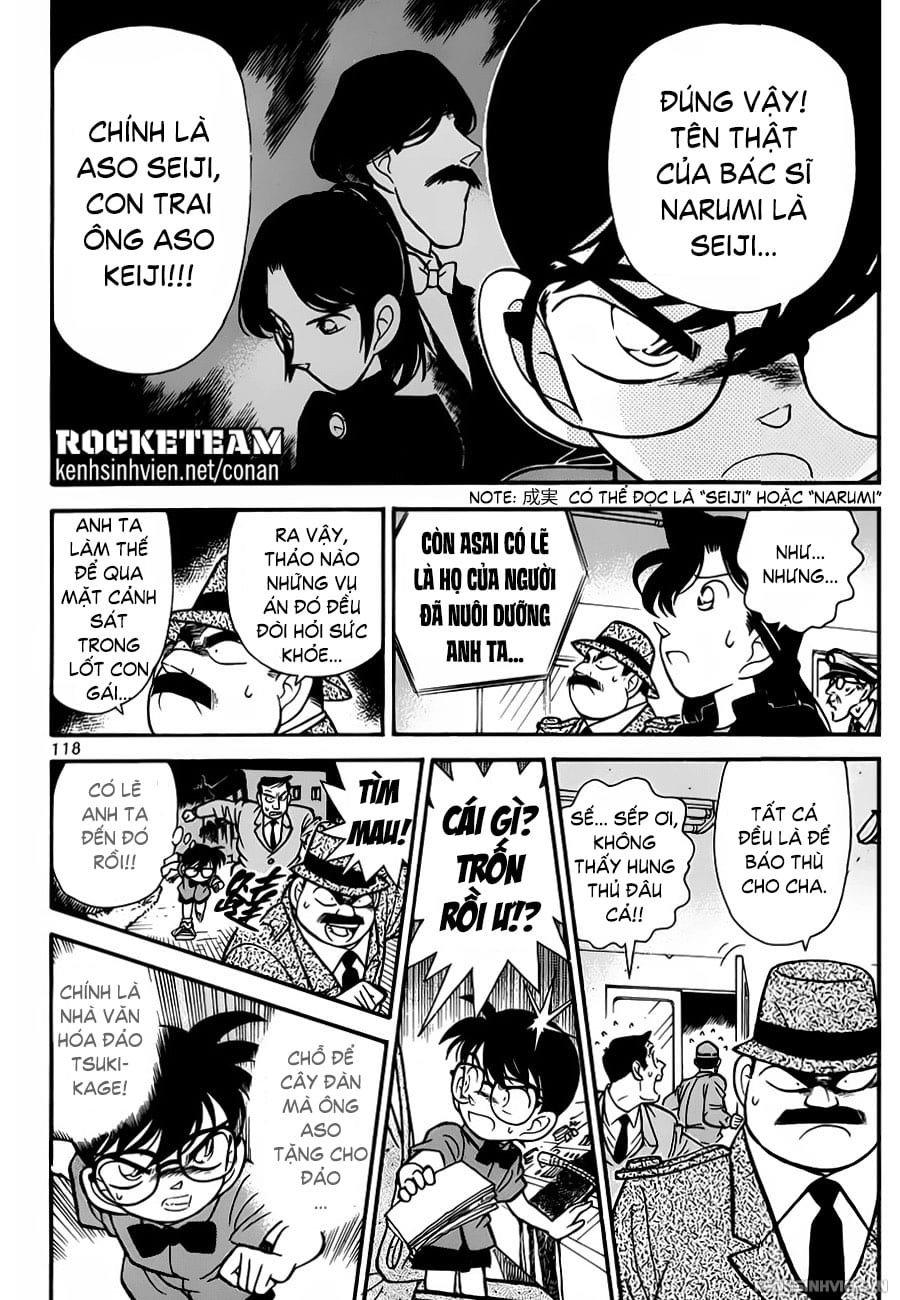 ĐÚNG VẬY!
TÊN THẬT
CỦA BÁC SĨ
NARUMI LÀ
SEIJI...
CHÍNH LÀ
ASO SEIJI,
CON TRAI
ÔNG ASO
KEIJI!!!
ROCKETEAM
kenhsinhvien.net/conan
NOTE: 成実 CÓ THỂ ĐỌC LÀ "SEIJI" HOẶC "NARUMI"
NHƯ...
NHƯNG...
CÒN ASAI CÓ LẼ
LÀ HỌ CỦA NGƯỜI
ĐÃ NUÔI DƯỠNG
ANH TA...
RA VẬY,
THẢO NÀO
NHỮNG VỤ
ÁN ĐÓ ĐỀU
ĐÒI HỎI SỨC
KHỎE...
ANH TA
LÀM THẾ
ĐỂ QUA
MẶT CẢNH
SÁT
TRONG
LỐT CON
GÁI...
118
TẤT CẢ
ĐỀU LÀ ĐỂ
BÁO THÙ
CHO CHA.
SẾ... SẾP ƠI,
KHÔNG
THẤY HUNG
THỦ ĐÂU
CẢ!!
CÁI GÌ?
TRỐN
RỒI Ư!?
TÌM
MAU!
CÓ LẼ
ANH TA
ĐẾN ĐÓ
RỒI!!
CHỖ ĐỂ
CÂY ĐÀN
MÀ ÔNG
ASO
TẶNG CHO
ĐẢO
...
CHÍNH LÀ
NHÀ VĂN
HÓA ĐẢO
TSUKI-
KAGE!